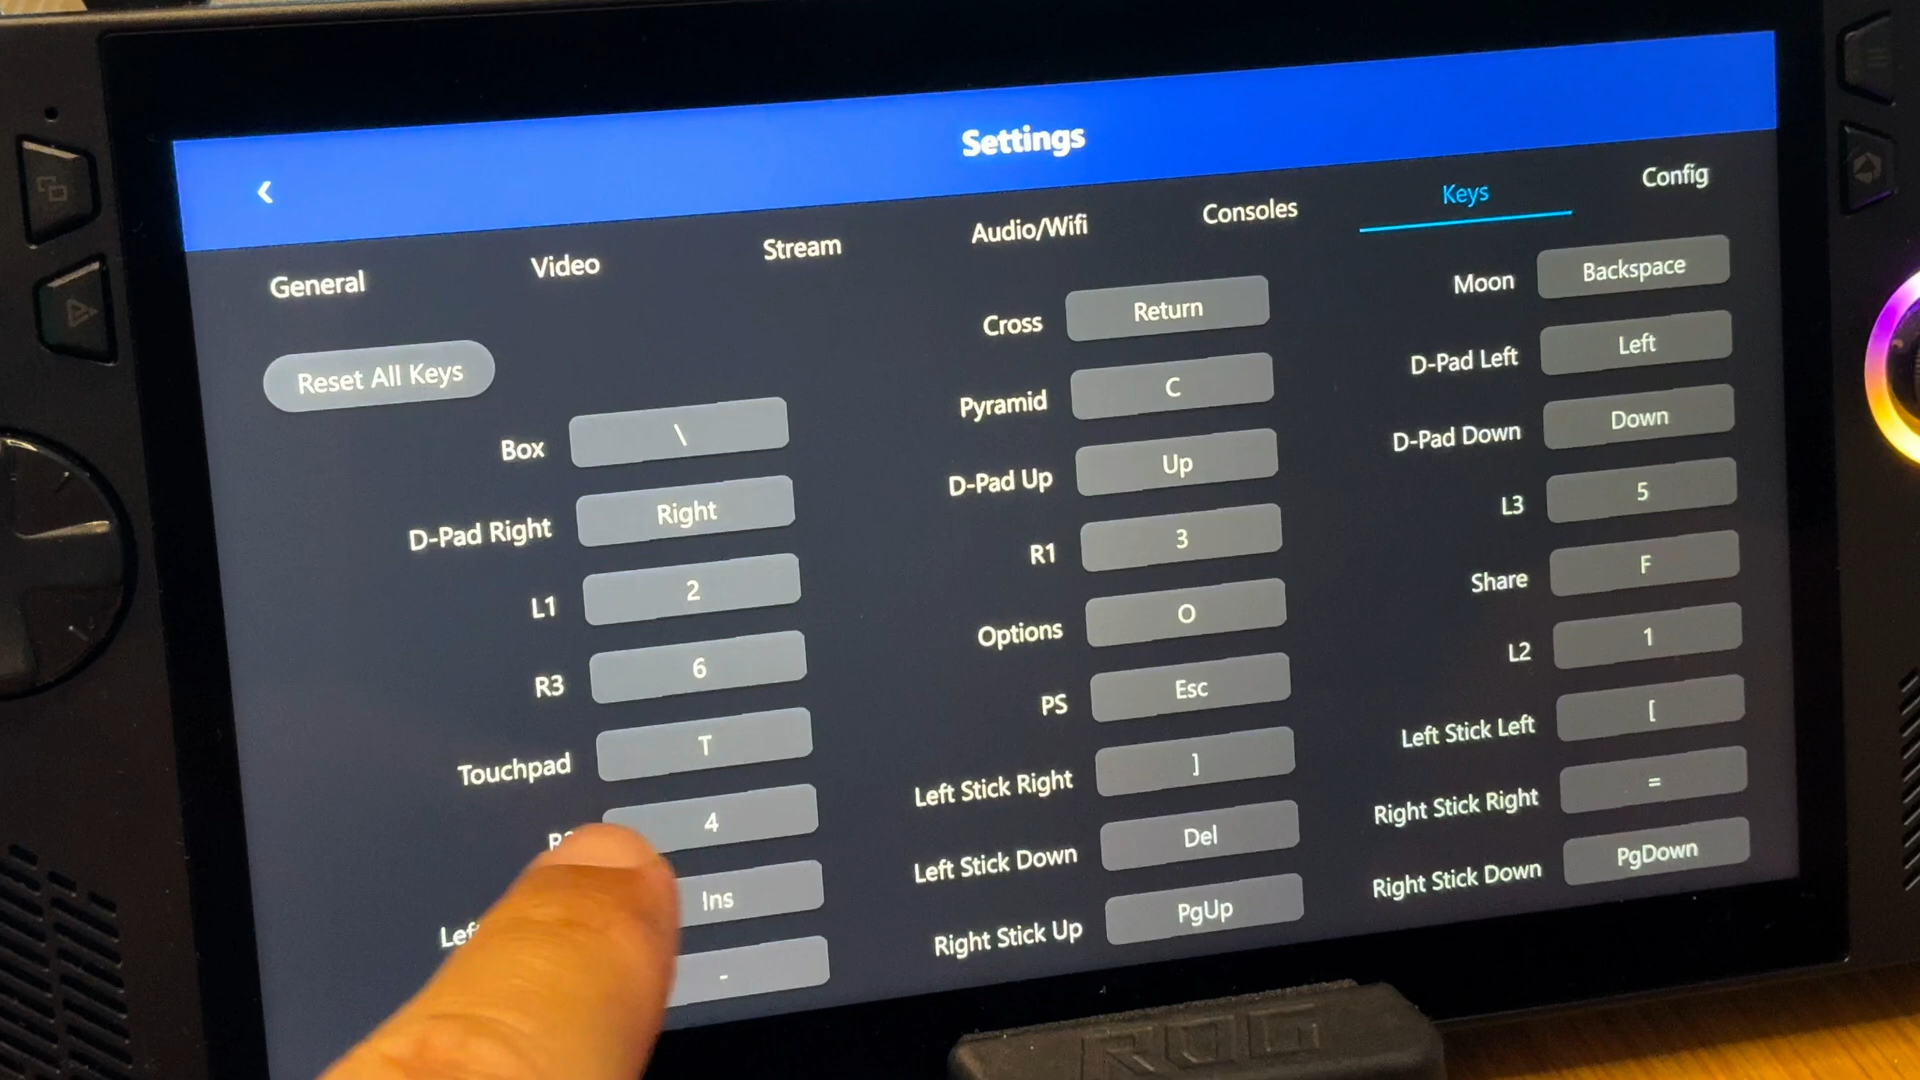 Settings
General
Video
Stream
Audio/Wifi
Consoles
Keys
Config
Reset All Keys
Cross Return
Moon Backspace
Box \
Pyramid C
D-Pad Left Left
D-Pad Right Right
D-Pad Up Up
D-Pad Down Down
L1 2
R1 3
L3 5
R3 6
Options O
Share F
Touchpad T
PS Esc
L2 1
4
Left Stick Right ]
Left Stick Left [
Ins
Left Stick Down Del
Right Stick Right =
-
Right Stick Up PgUp
Right Stick Down PgDown
ROG